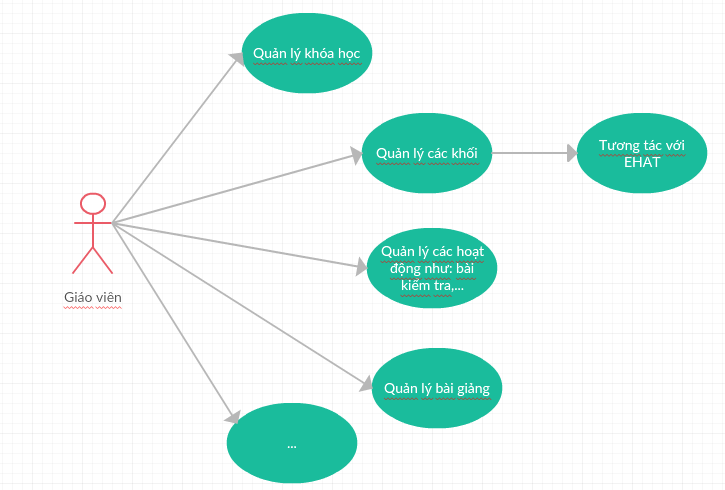 Quản lý khóa học
Quản lý các khối
Tương tác với
EHAT
Quản lý các hoạt
động như: bài
kiểm tra,...
Giáo viên
Quản lý bài giảng
...